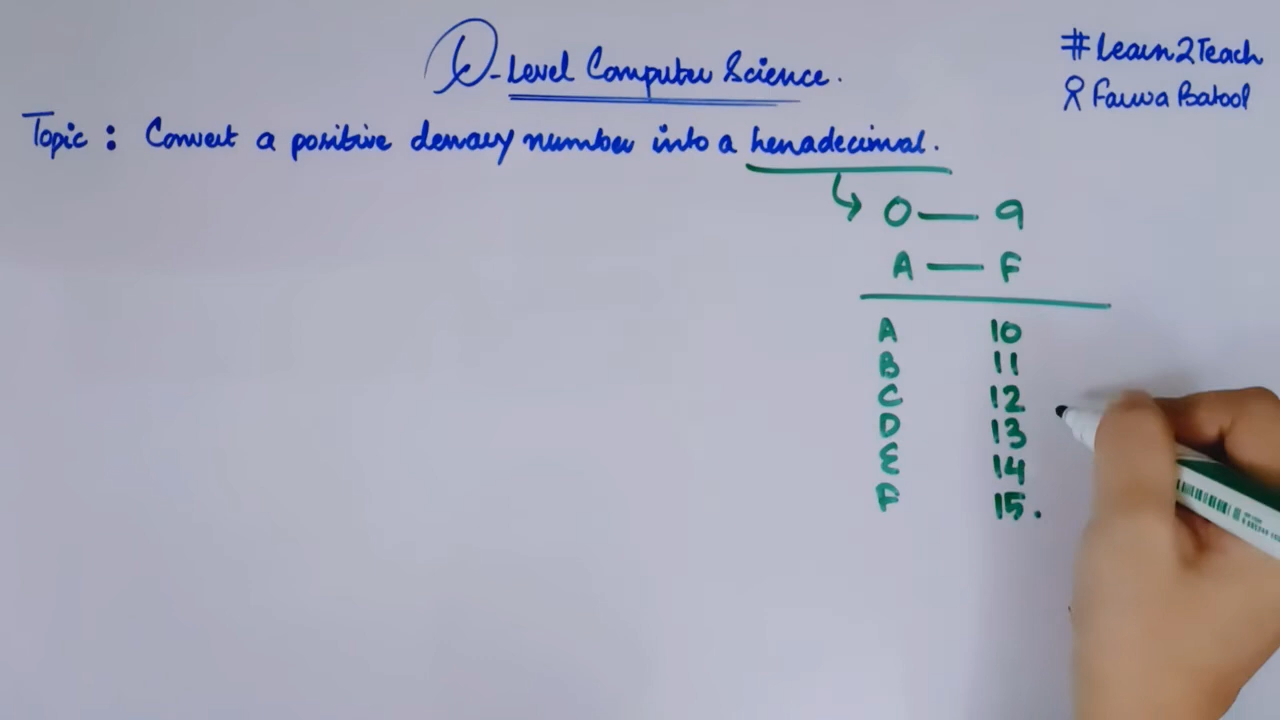 O-Level Computer Science.
#Learn2Teach
Farwa Batool
Topic: Convert a positive denary number into a hexadecimal.
0 — 9
A — F
A 10
B 11
C 12
D 13
E 14
F 15.